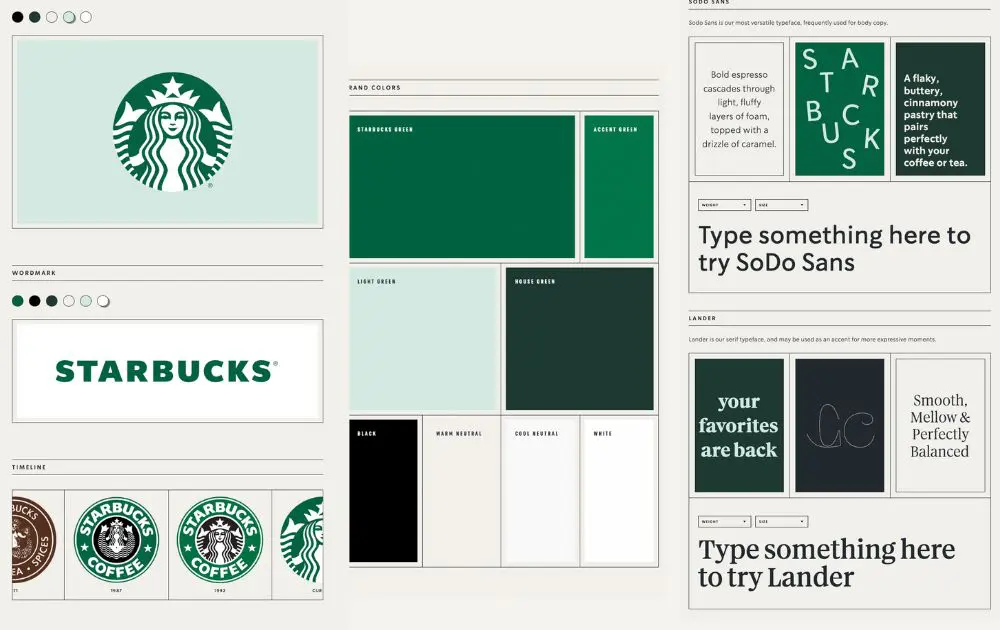 ®
WORDMARK
STARBUCKS®
TIMELINE
BUCKS
SPICES
STARBUCKS
COFFEE
1987
STARBUCKS
COFFEE
1992
RAND COLORS
STARBUCKS GREEN
ACCENT GREEN
LIGHT GREEN
HOUSE GREEN
BLACK
WARM NEUTRAL
COOL NEUTRAL
WHITE
SODO SANS
Sodo Sans is our most versatile typeface, frequently used for body copy.
Bold espresso
cascades through
light, fluffy
layers of foam,
topped with a
drizzle of caramel.
STARBUCKS
A flaky,
buttery,
cinnamony
pastry that
pairs
perfectly
with your
coffee or tea.
WEIGHT
SIZE
Type something here to
try SoDo Sans
LANDER
Lander is our serif typeface, and may be used as an accent for more expressive moments.
your
favorites
are back
Smooth,
Mellow &
Perfectly
Balanced
WEIGHT
SIZE
Type something here
to try Lander